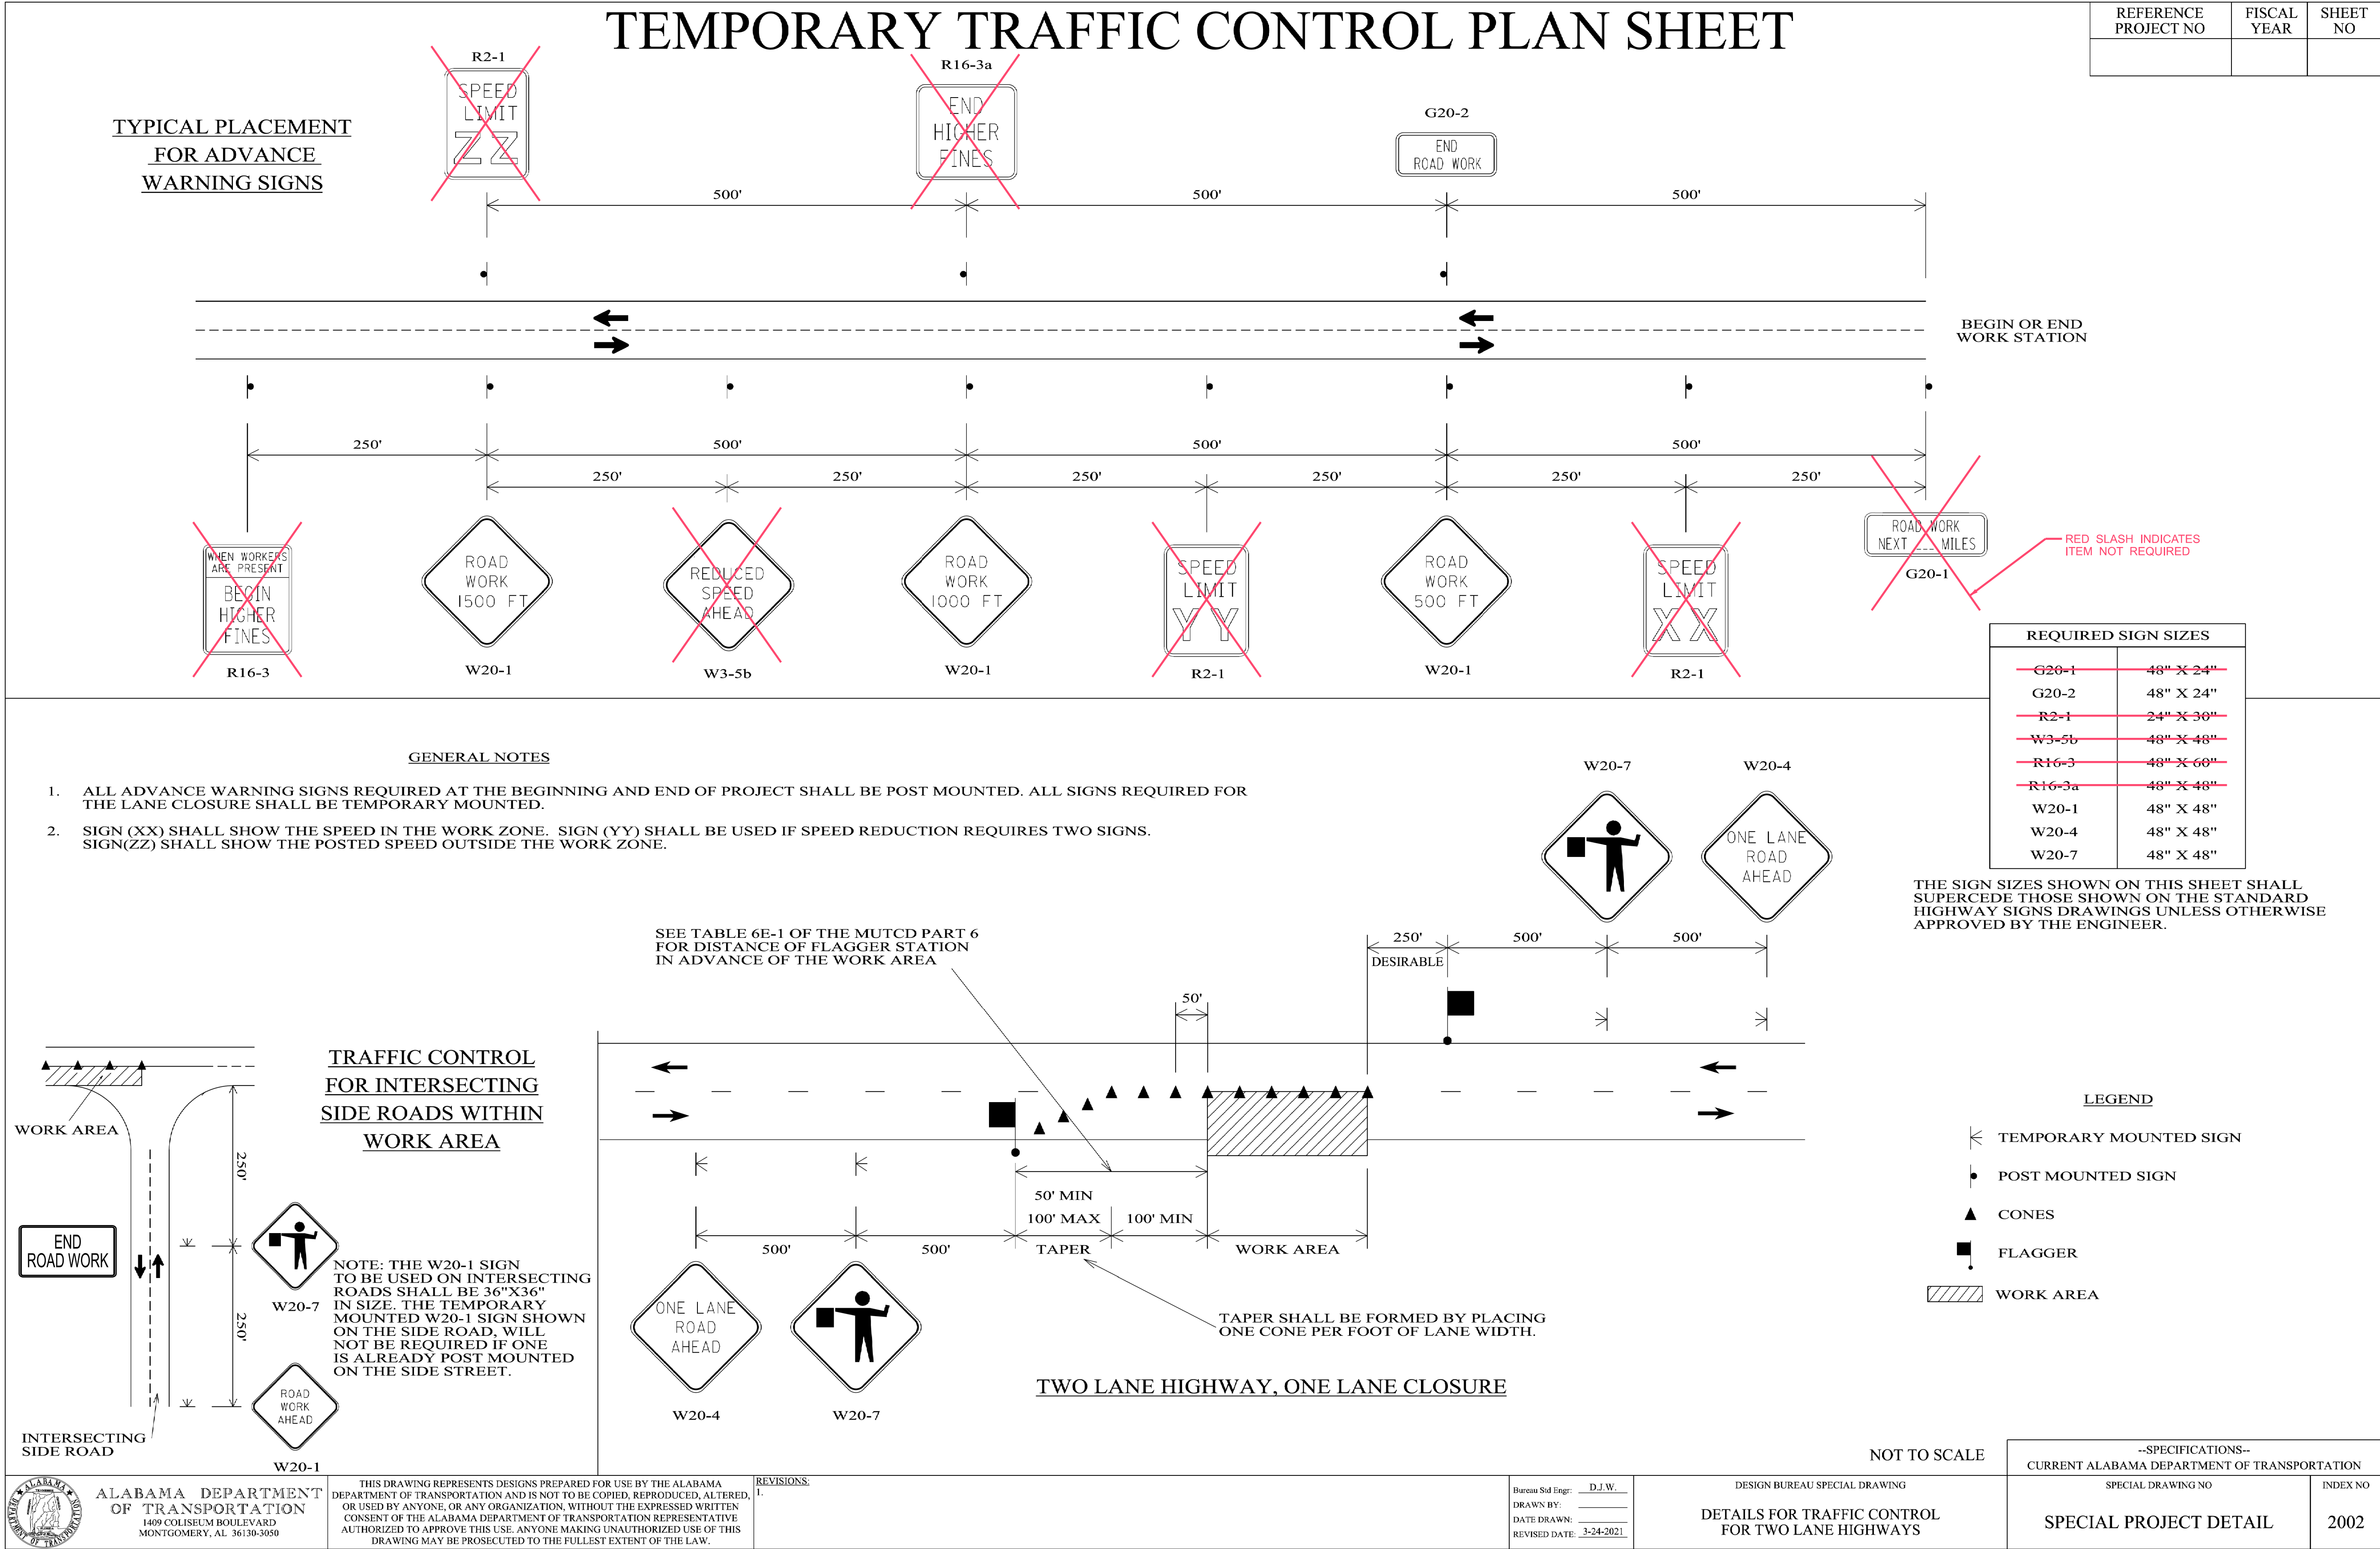 TEMPORARY TRAFFIC CONTROL PLAN SHEET
REFERENCE
PROJECT NO
FISCAL
YEAR
SHEET
NO
TYPICAL PLACEMENT
FOR ADVANCE
WARNING SIGNS
R2-1
SPEED
LIMIT
ZZ
R16-3a
END
HIGHER
FINES
G20-2
END
ROAD WORK
500'
500'
500'
BEGIN OR END
WORK STATION
250'
500'
500'
500'
250'
250'
250'
250'
250'
250'
WHEN WORKERS
ARE PRESENT
BEGIN
HIGHER
FINES
R16-3
ROAD
WORK
1500 FT
W20-1
REDUCED
SPEED
AHEAD
W3-5b
ROAD
WORK
1000 FT
W20-1
SPEED
LIMIT
YY
R2-1
ROAD
WORK
500 FT
W20-1
SPEED
LIMIT
XX
R2-1
ROAD WORK
NEXT ___ MILES
G20-1
RED SLASH INDICATES
ITEM NOT REQUIRED
REQUIRED SIGN SIZES
G20-1 48" X 24"
G20-2 48" X 24"
R2-1 24" X 30"
W3-5b 48" X 48"
R16-3 48" X 60"
R16-3a 48" X 48"
W20-1 48" X 48"
W20-4 48" X 48"
W20-7 48" X 48"
THE SIGN SIZES SHOWN ON THIS SHEET SHALL
SUPERCEDE THOSE SHOWN ON THE STANDARD
HIGHWAY SIGNS DRAWINGS UNLESS OTHERWISE
APPROVED BY THE ENGINEER.
GENERAL NOTES
1. ALL ADVANCE WARNING SIGNS REQUIRED AT THE BEGINNING AND END OF PROJECT SHALL BE POST MOUNTED. ALL SIGNS REQUIRED FOR
THE LANE CLOSURE SHALL BE TEMPORARY MOUNTED.
2. SIGN (XX) SHALL SHOW THE SPEED IN THE WORK ZONE. SIGN (YY) SHALL BE USED IF SPEED REDUCTION REQUIRES TWO SIGNS.
SIGN(ZZ) SHALL SHOW THE POSTED SPEED OUTSIDE THE WORK ZONE.
W20-7
W20-4
ONE LANE
ROAD
AHEAD
SEE TABLE 6E-1 OF THE MUTCD PART 6
FOR DISTANCE OF FLAGGER STATION
IN ADVANCE OF THE WORK AREA
250'
DESIRABLE
500'
500'
50'
TRAFFIC CONTROL
FOR INTERSECTING
SIDE ROADS WITHIN
WORK AREA
WORK AREA
250'
250'
END
ROAD WORK
W20-7
NOTE: THE W20-1 SIGN
TO BE USED ON INTERSECTING
ROADS SHALL BE 36"X36"
IN SIZE. THE TEMPORARY
MOUNTED W20-1 SIGN SHOWN
ON THE SIDE ROAD, WILL
NOT BE REQUIRED IF ONE
IS ALREADY POST MOUNTED
ON THE SIDE STREET.
ROAD
WORK
AHEAD
W20-1
INTERSECTING
SIDE ROAD
50' MIN
100' MAX
100' MIN
500'
500'
TAPER
WORK AREA
ONE LANE
ROAD
AHEAD
W20-4
W20-7
TAPER SHALL BE FORMED BY PLACING
ONE CONE PER FOOT OF LANE WIDTH.
TWO LANE HIGHWAY, ONE LANE CLOSURE
LEGEND
TEMPORARY MOUNTED SIGN
POST MOUNTED SIGN
CONES
FLAGGER
WORK AREA
NOT TO SCALE
--SPECIFICATIONS--
CURRENT ALABAMA DEPARTMENT OF TRANSPORTATION
ALABAMA DEPARTMENT
OF TRANSPORTATION
1409 COLISEUM BOULEVARD
MONTGOMERY, AL 36130-3050
THIS DRAWING REPRESENTS DESIGNS PREPARED FOR USE BY THE ALABAMA
DEPARTMENT OF TRANSPORTATION AND IS NOT TO BE COPIED, REPRODUCED, ALTERED,
OR USED BY ANYONE, OR ANY ORGANIZATION, WITHOUT THE EXPRESSED WRITTEN
CONSENT OF THE ALABAMA DEPARTMENT OF TRANSPORTATION REPRESENTATIVE
AUTHORIZED TO APPROVE THIS USE. ANYONE MAKING UNAUTHORIZED USE OF THIS
DRAWING MAY BE PROSECUTED TO THE FULLEST EXTENT OF THE LAW.
REVISIONS:
1.
Bureau Std Engr: D.J.W.
DRAWN BY:
DATE DRAWN:
REVISED DATE: 3-24-2021
DESIGN BUREAU SPECIAL DRAWING
DETAILS FOR TRAFFIC CONTROL
FOR TWO LANE HIGHWAYS
SPECIAL DRAWING NO
SPECIAL PROJECT DETAIL
INDEX NO
2002